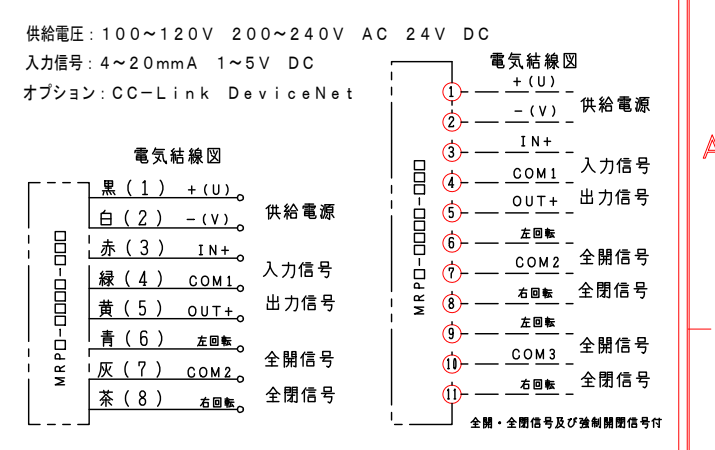 供給電圧：100～120V 200～240V AC 24V DC
入力信号：4～20mmA 1～5V DC
オプション：CC－Link DeviceNet
電気結線図
黒（1） ＋（U）
白（2） －（V）
供給電源
赤（3） IN＋
緑（4） COM1
入力信号
黄（5） OUT＋
出力信号
青（6） 左回転
灰（7） COM2
全開信号
茶（8） 右回転
全閉信号
MRP□－□□□□－□□□
電気結線図
① ＋（U）
② －（V）
供給電源
③ IN＋
④ COM1
入力信号
⑤ OUT＋
出力信号
⑥ 左回転
⑦ COM2
全開信号
⑧ 右回転
全閉信号
⑨ 左回転
⑩ COM3
全開信号
⑪ 右回転
全閉信号
MRP□－□□□□－□□□
全開・全閉信号及び強制開閉信号付
A